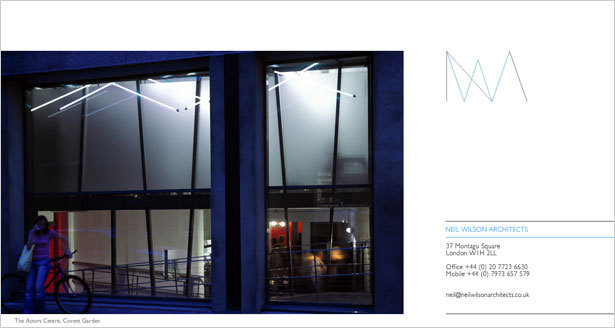 NEIL WILSON ARCHITECTS
37 Montagu Square
London W1H 2LL
Office +44 (0) 20 7723 6630
Mobile +44 (0) 7973 657 579
neil@neilwilsonarchitects.co.uk
The Actors Centre, Covent Garden